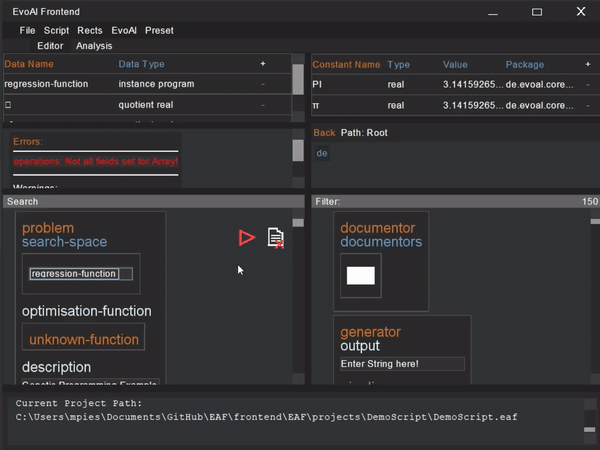 EvoAl Frontend
File Script Rects EvoAl Preset
Editor Analysis
Data Name Data Type +
regression-function instance program -
quotient real -
Constant Name Type Value Package +
PI real 3.14159265... de.evoal.core... -
π real 3.14159265... de.evoal.core... -
Errors:
operations. Not all fields set for Array!
Warnings:
Back Path: Root
de
Search
problem
search-space
regression-function
optimisation-function
unknown-function
description
Genetic Programming Example
Filter: 150
documentor
documentors
generator
output
Enter String here!
Current Project Path:
C:\Users\mpies\Documents\GitHub\EAF\frontend\EAF\projects\DemoScript\DemoScript.eaf